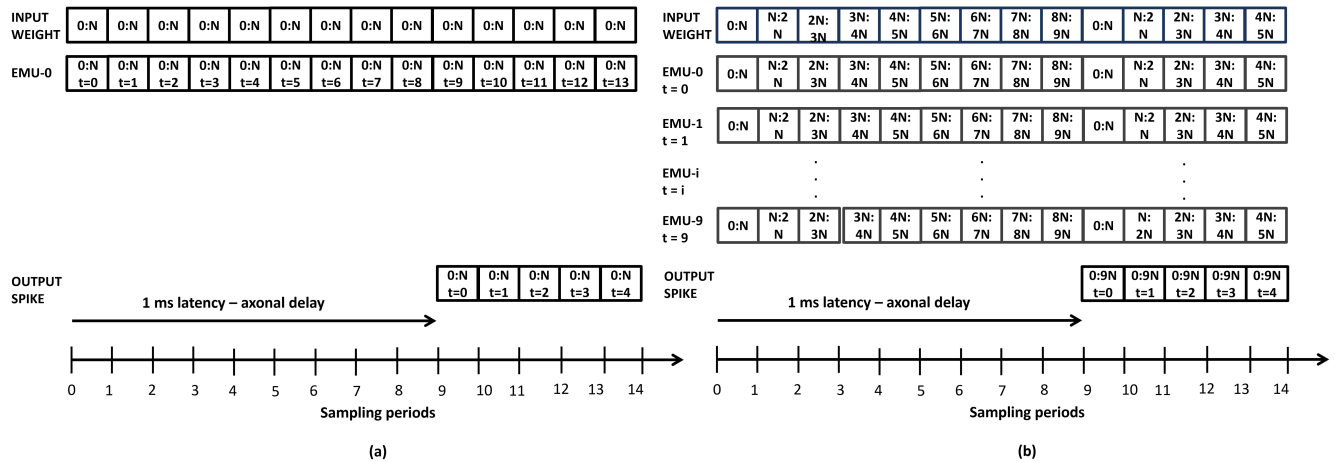 INPUT
WEIGHT
0:N 0:N 0:N 0:N 0:N 0:N 0:N 0:N 0:N 0:N 0:N 0:N 0:N 0:N
EMU-0
0:N 0:N 0:N 0:N 0:N 0:N 0:N 0:N 0:N 0:N 0:N 0:N 0:N 0:N
t=0 t=1 t=2 t=3 t=4 t=5 t=6 t=7 t=8 t=9 t=10 t=11 t=12 t=13
OUTPUT
SPIKE
0:N 0:N 0:N 0:N 0:N
t=0 t=1 t=2 t=3 t=4
1 ms latency – axonal delay
0 1 2 3 4 5 6 7 8 9 10 11 12 13 14
Sampling periods
(a)
INPUT
WEIGHT
0:N N:2 2N: 3N: 4N: 5N: 6N: 7N: 8N: 0:N N:2 2N: 3N: 4N:
N 3N 4N 5N 6N 7N 8N 9N N 3N 4N 5N
EMU-0
t = 0
0:N N:2 2N: 3N: 4N: 5N: 6N: 7N: 8N: 0:N N:2 2N: 3N: 4N:
N 3N 4N 5N 6N 7N 8N 9N N 3N 4N 5N
EMU-1
t = 1
0:N N:2 2N: 3N: 4N: 5N: 6N: 7N: 8N: 0:N N:2 2N: 3N: 4N:
N 3N 4N 5N 6N 7N 8N 9N N 3N 4N 5N
EMU-i
t = i
EMU-9
t = 9
0:N N:2 2N: 3N: 4N: 5N: 6N: 7N: 8N: 0:N N: 2N: 3N: 4N:
N 3N 4N 5N 6N 7N 8N 9N 2N 3N 4N 5N
OUTPUT
SPIKE
0:9N 0:9N 0:9N 0:9N 0:9N
t=0 t=1 t=2 t=3 t=4
1 ms latency – axonal delay
0 1 2 3 4 5 6 7 8 9 10 11 12 13 14
Sampling periods
(b)